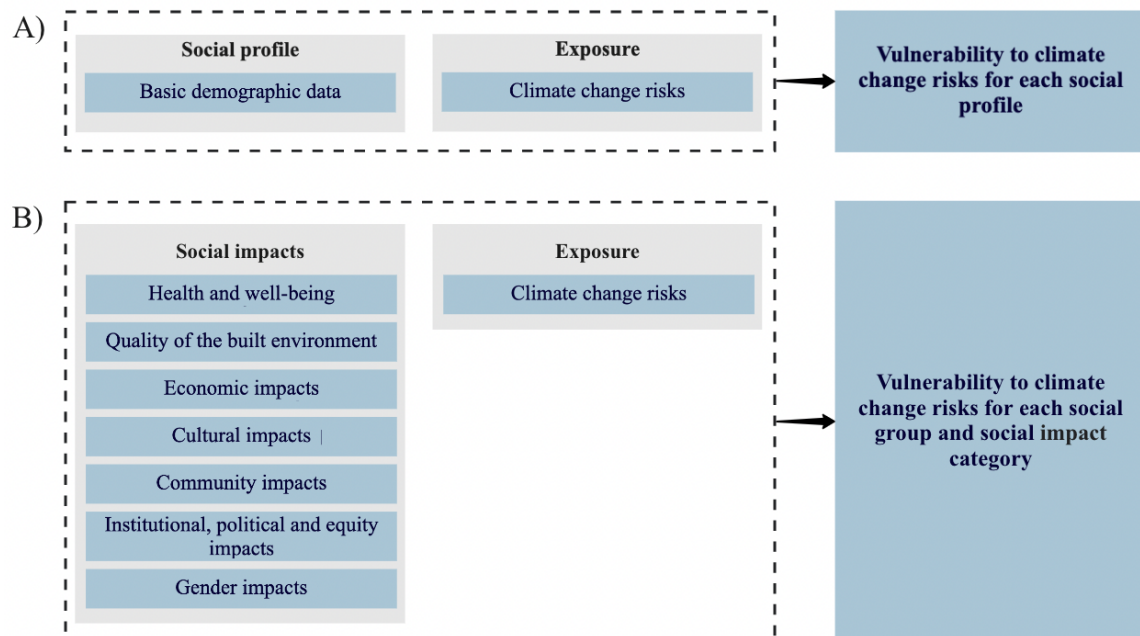 A)
Social profile
Basic demographic data
Exposure
Climate change risks
Vulnerability to climate
change risks for each social
profile
B)
Social impacts
Health and well-being
Quality of the built environment
Economic impacts
Cultural impacts
Community impacts
Institutional, political and equity
impacts
Gender impacts
Exposure
Climate change risks
Vulnerability to climate
change risks for each social
group and social impact
category